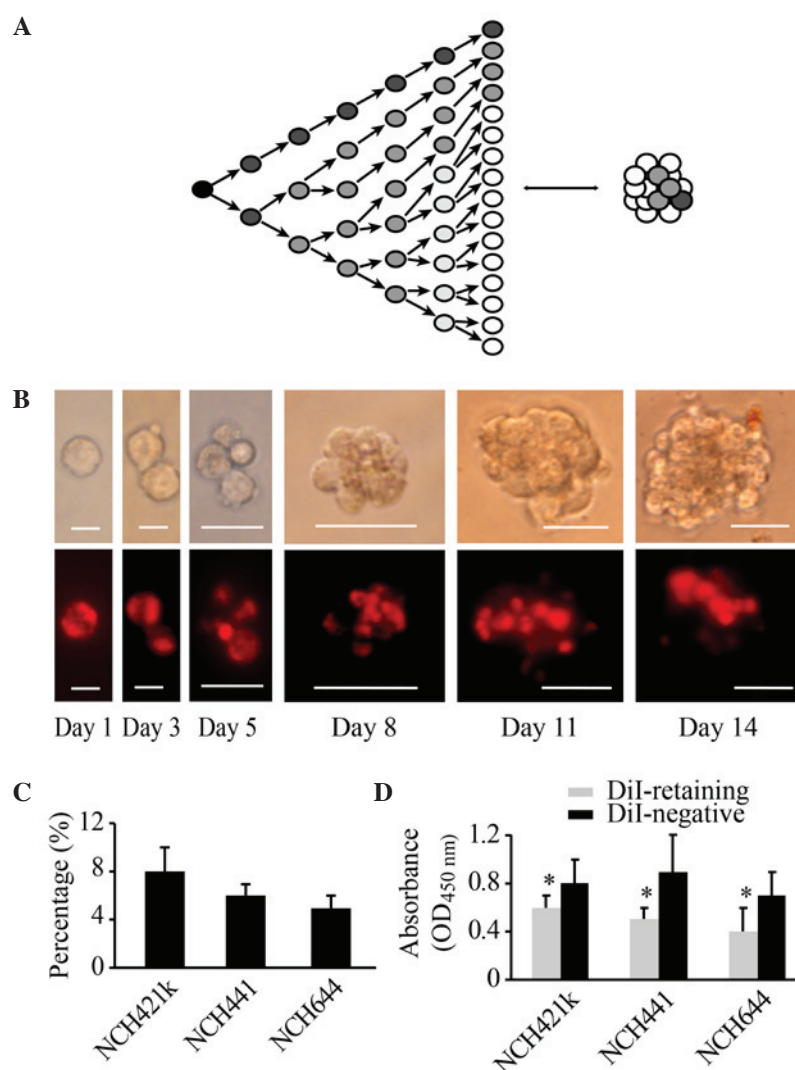 A
B
Day 1 Day 3 Day 5 Day 8 Day 11 Day 14
C
Percentage (%)
12
8
4
0
NCH421k
NCH441
NCH644
D
DiI-retaining
DiI-negative
Absorbance
(OD450 nm)
1.2
0.8
0.4
0
* * *
NCH421k
NCH441
NCH644